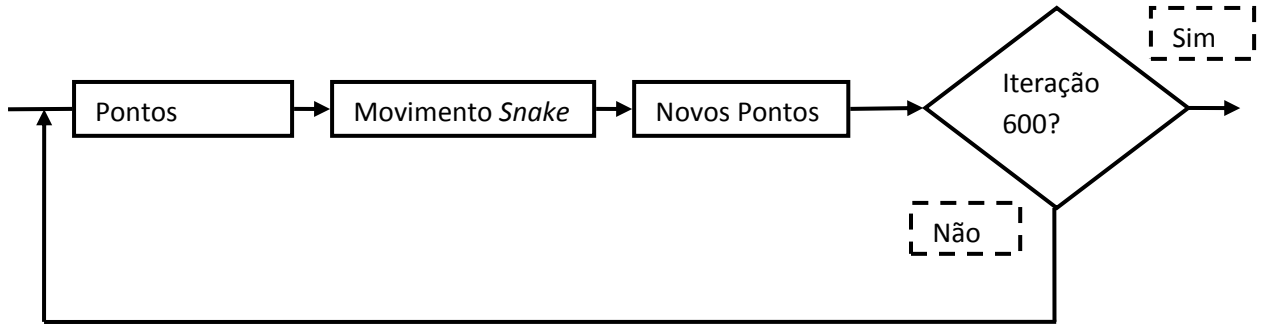 Sim
Pontos
Movimento Snake
Novos Pontos
Iteração
600?
Não